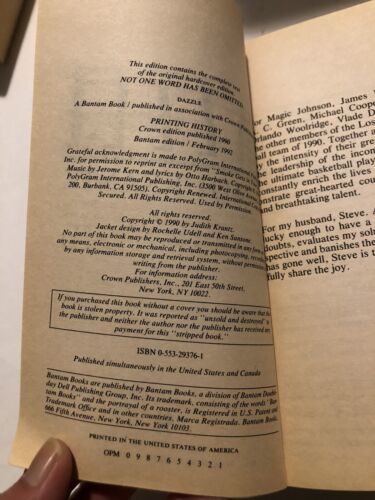 This edition contains the complete text
of the original hardcover edition.
NOT ONE WORD HAS BEEN OMITTED.
DAZZLE
A Bantam Book / published in association with Crown
PRINTING HISTORY
Crown edition published 1990
Bantam edition / February 1992
Grateful acknowledgment is made to PolyGram International
Inc. for permission to reprint an excerpt from "Smoke Gets in
Music by Jerome Kern and lyrics by Otto Harbach. Copyright
PolyGram International Publishing, Inc. (3500 West Olive
200, Burbank, CA 91505). Copyright Renewed. International
Secured. All Rights Reserved. Used by Permission.
All rights reserved.
Copyright © 1990 by Judith Krantz.
Jacket design by Rochelle Udell and Ken Sansone.
No part of this book may be reproduced or transmitted in any form or
any means, electronic or mechanical, including photocopying, recording
by any information storage and retrieval system, without permission in
writing from the publisher.
For information address:
Crown Publishers, Inc., 201 East 50th Street,
New York, NY 10022.
If you purchased this book without a cover you should be aware that this
book is stolen property. It was reported as "unsold and destroyed" to
the publisher and neither the author nor the publisher has received any
payment for this "stripped book."
ISBN 0-553-29376-1
Published simultaneously in the United States and Canada
Bantam Books are published by Bantam Books, a division of Bantam Double-
day Dell Publishing Group, Inc. Its trademark, consisting of the words "Ban-
tam Books" and the portrayal of a rooster, is Registered in U.S. Patent and
Trademark Office and in other countries. Marca Registrada. Bantam Books,
666 Fifth Avenue, New York, New York 10103.
PRINTED IN THE UNITED STATES OF AMERICA
OPM 0 9 8 7 6 5 4 3 2 1
or Magic Johnson, James
C. Green, Michael Cooper
rlando Woolridge, Vlade D
other members of the Los
all team of 1990. Together a
by the intensity of their gre
e leadership of the incom
ultimate basketball play
constantly enrich the lives
monstrate great-hearted cour
and breathtaking talent.
For my husband, Steve. A
lucky enough to have a
doubts, evaluates my solu
spective and banishes the
has gone well, Steve is th
fully share the joy.